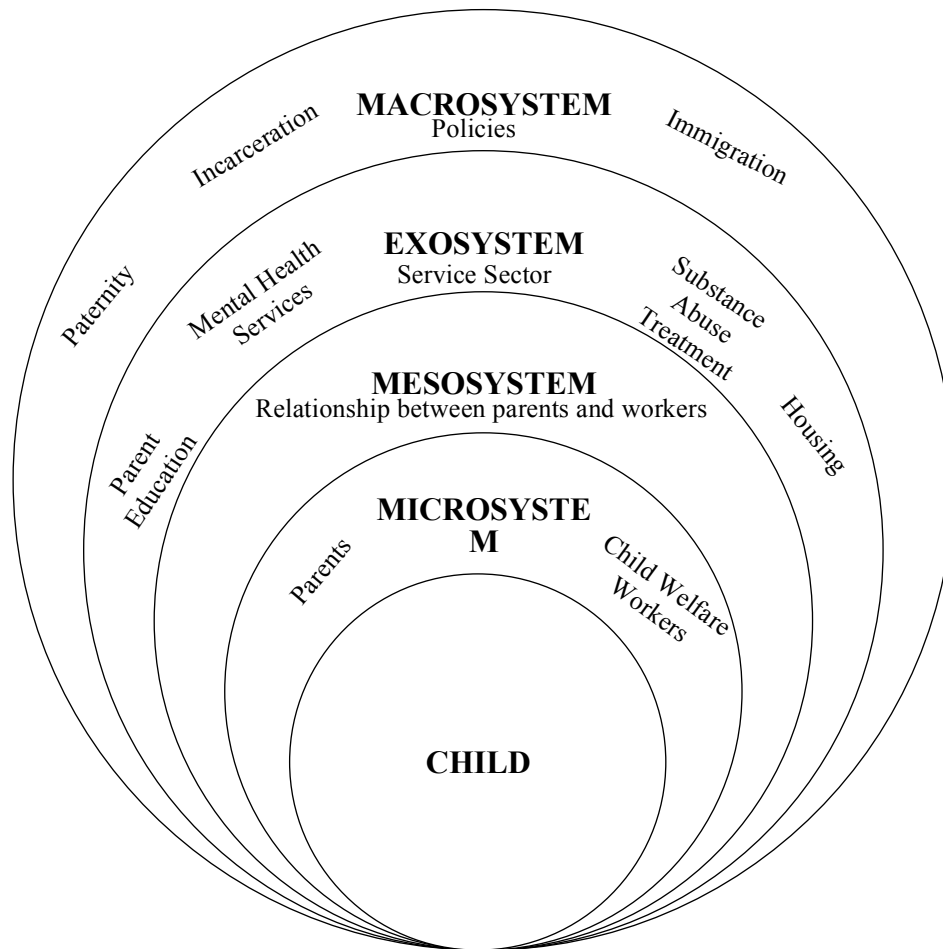 MACROSYSTEM
Policies
Incarceration
Immigration
Paternity
EXOSYSTEM
Service Sector
Mental Health
Services
Substance
Abuse
Treatment
Parent
Education
Housing
MESOSYSTEM
Relationship between parents and workers
MICROSYSTE
M
Parents
Child Welfare
Workers
CHILD